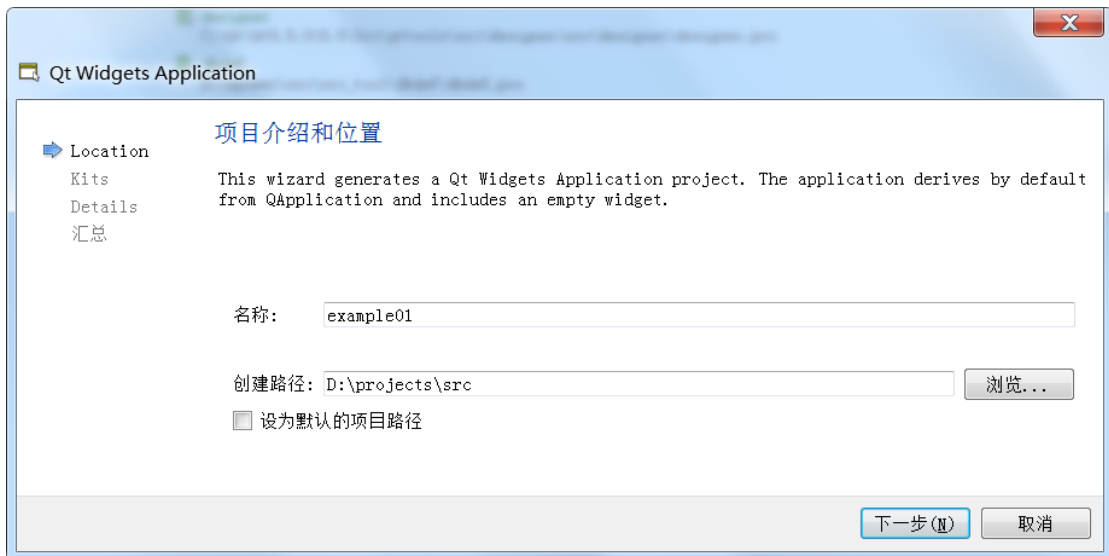 Qt Widgets Application
项目介绍和位置
Location
Kits
Details
汇总
This wizard generates a Qt Widgets Application project. The application derives by default
from QApplication and includes an empty widget.
名称: example01
创建路径: D:\projects\src 浏览...
设为默认的项目路径
下一步(N) 取消